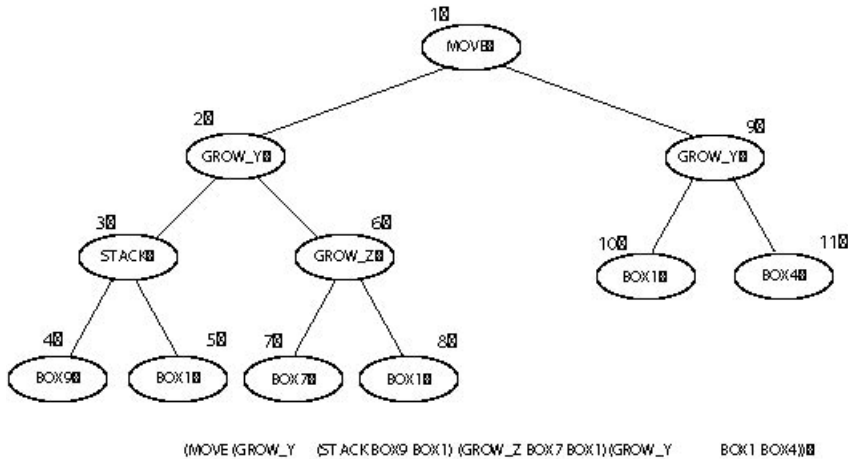 1
MOVE
2
9
GROW_Y
GROW_Y
3
6
STACK
GROW_Z
10
11
BOX1
BOX4
4
5
7
8
BOX9
BOX1
BOX7
BOX1
(MOVE (GROW_Y (STACK BOX9 BOX1) (GROW_Z BOX7 BOX1) (GROW_Y BOX1 BOX4))